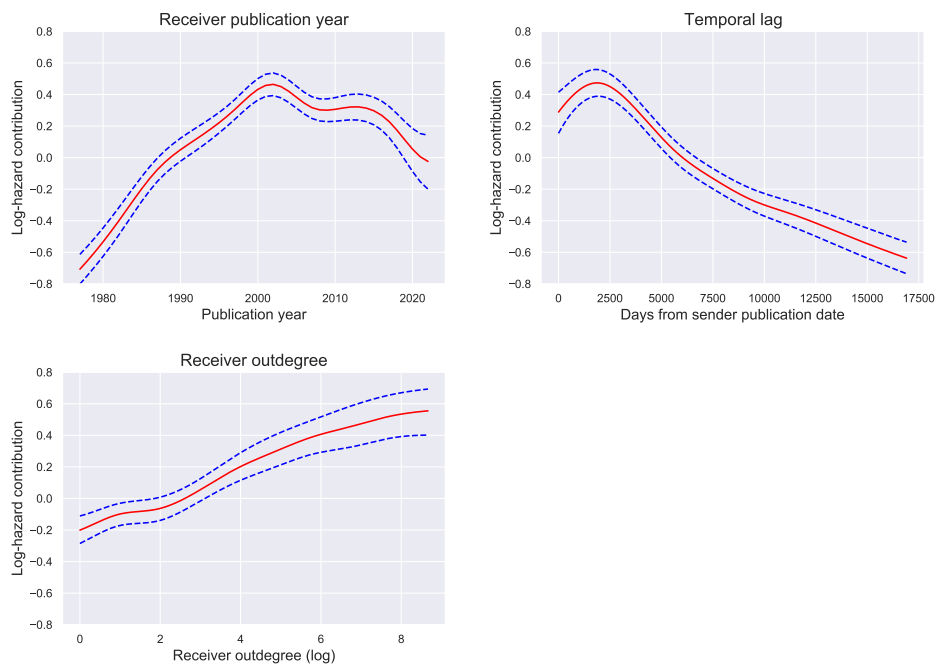 Receiver publication year
0.8
0.6
0.4
0.2
0.0
−0.2
−0.4
−0.6
−0.8
Log-hazard contribution
1980 1990 2000 2010 2020
Publication year
Temporal lag
0.8
0.6
0.4
0.2
0.0
−0.2
−0.4
−0.6
−0.8
Log-hazard contribution
0 2500 5000 7500 10000 12500 15000 17500
Days from sender publication date
Receiver outdegree
0.8
0.6
0.4
0.2
0.0
−0.2
−0.4
−0.6
−0.8
Log-hazard contribution
0 2 4 6 8
Receiver outdegree (log)